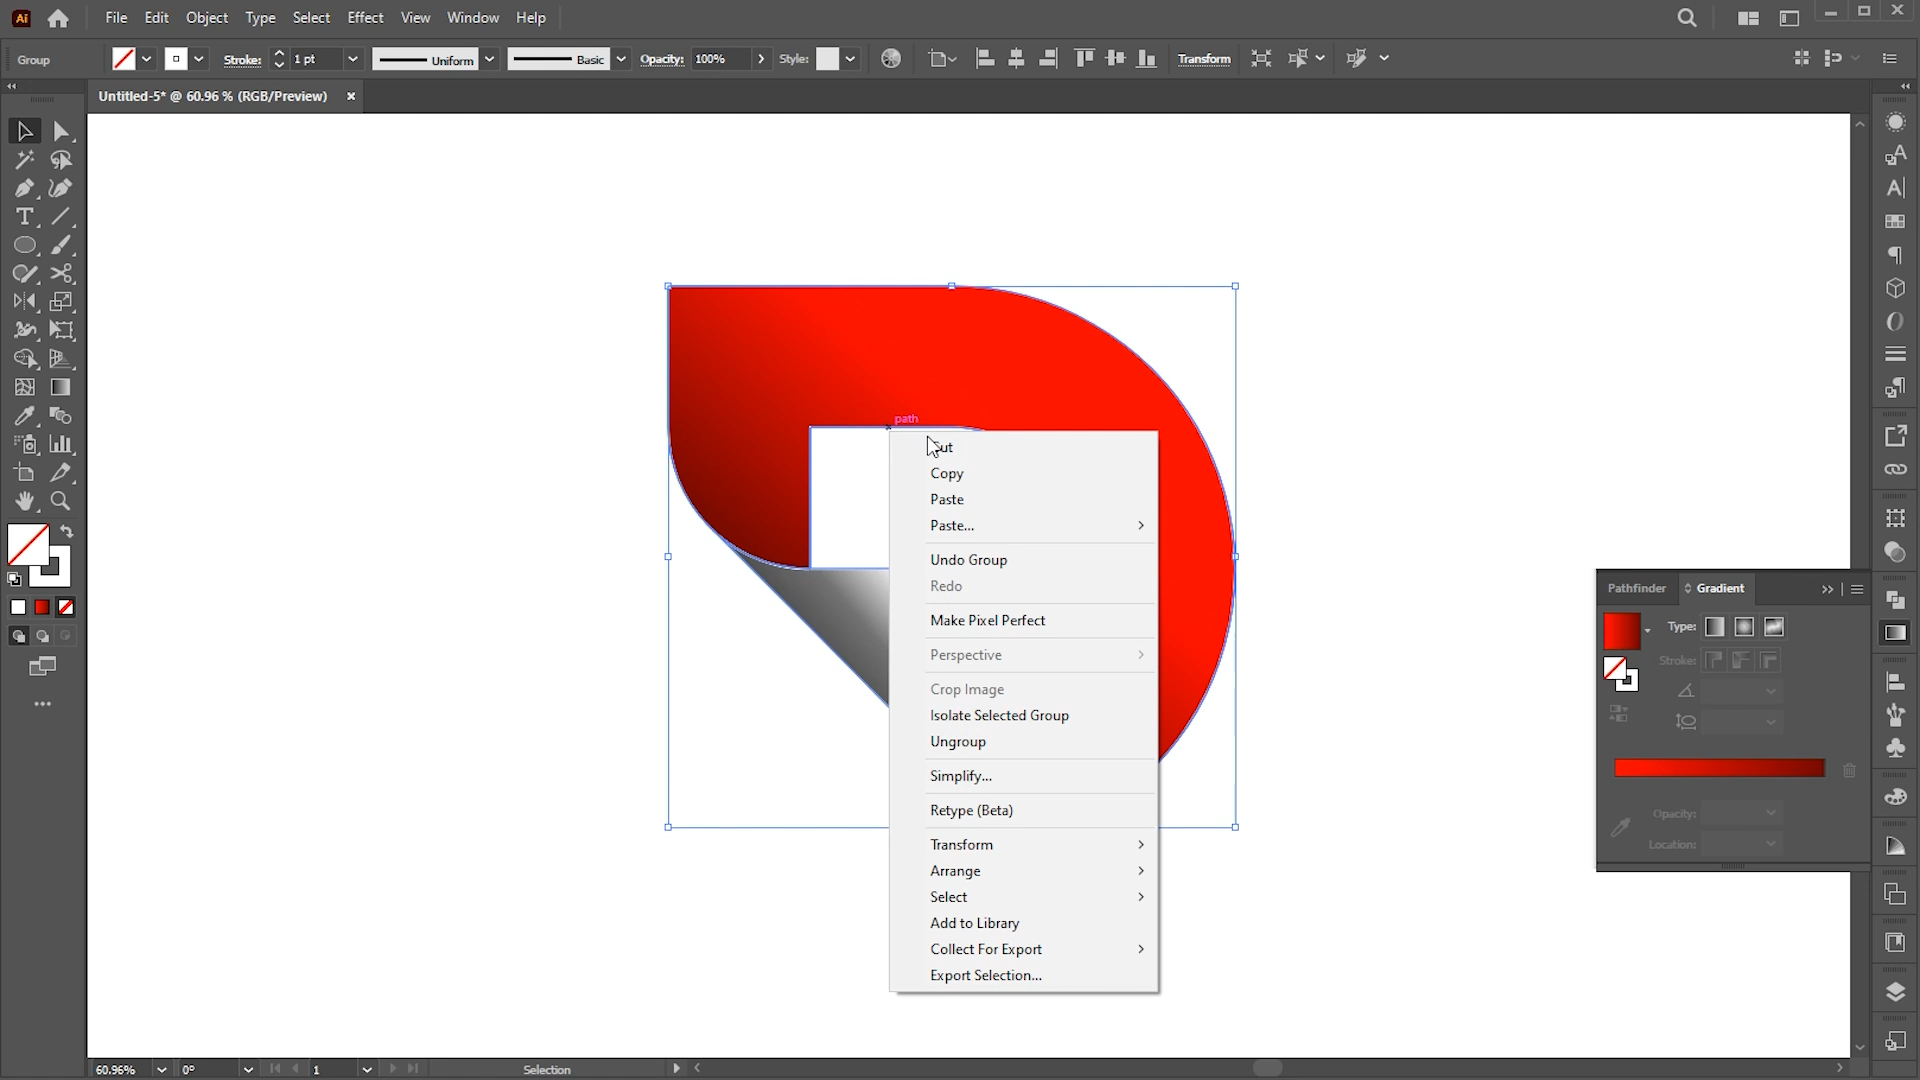 Ai File Edit Object Type Select Effect View Window Help
Group Stroke: 1 pt Uniform Basic Opacity: 100% Style: Transform
Untitled-5* @ 60.96 % (RGB/Preview) ×
path
Cut
Copy
Paste
Paste...
Undo Group
Redo
Make Pixel Perfect
Perspective
Crop Image
Isolate Selected Group
Ungroup
Simplify...
Retype (Beta)
Transform
Arrange
Select
Add to Library
Collect For Export
Export Selection...
Pathfinder Gradient
Type:
Stroke:
Opacity:
Location:
60.96% 0° 1 Selection